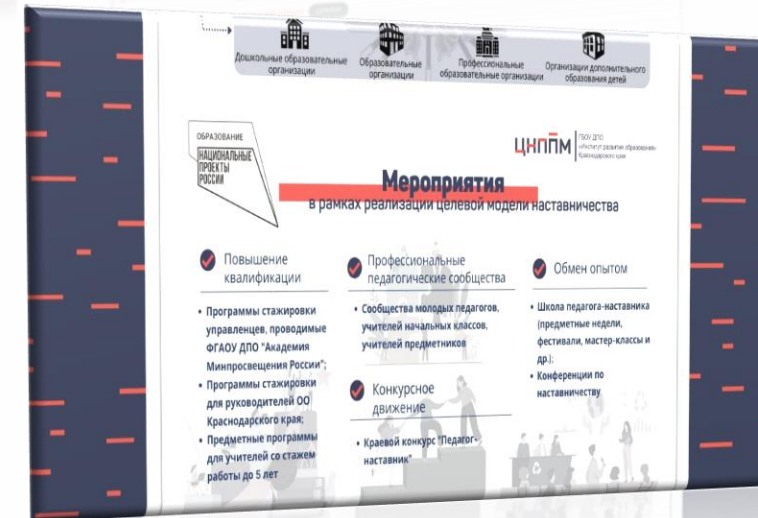 Дошкольные образовательные
организации
Образовательные
организации
Профессиональные
образовательные организации
Организации дополнительного
образования детей
ОБРАЗОВАНИЕ
НАЦИОНАЛЬНЫЕ
ПРОЕКТЫ
РОССИИ
ЦНППМ
ГБОУ ДПО
«Институт развития образования»
Краснодарского края
Мероприятия
в рамках реализации целевой модели наставничества
Повышение
квалификации
• Программы стажировки
управленцев, проводимые
ФГАОУ ДПО "Академия
Минпросвещения России";
• Программы стажировки
для руководителей ОО
Краснодарского края;
• Предметные программы
для учителей со стажем
работы до 5 лет
Профессиональные
педагогические сообщества
• Сообщества молодых педагогов,
учителей начальных классов,
учителей предметников
Конкурсное
движение
• Краевой конкурс "Педагог-
наставник"
Обмен опытом
• Школа педагога-наставника
(предметные недели,
фестивали, мастер-классы и
др.);
• Конференции по
наставничеству